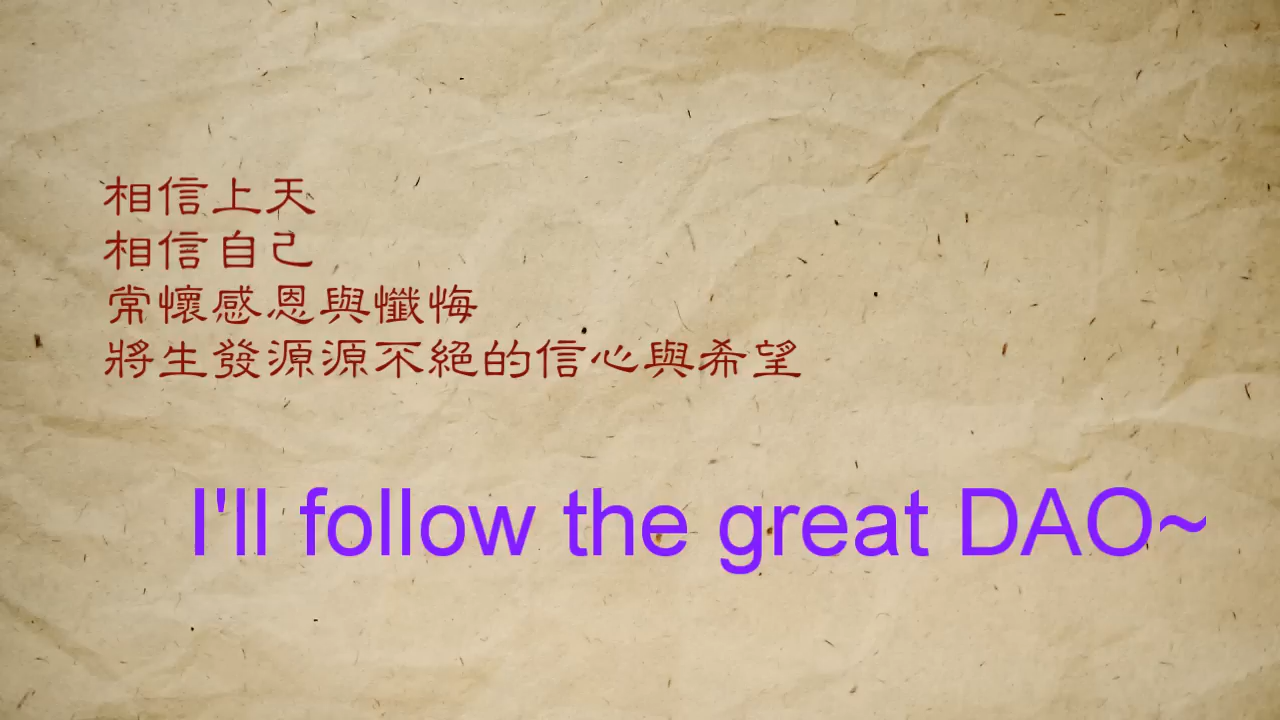 相信上天
相信自己
常懷感恩與懺悔
將生發源源不絕的信心與希望
I'll follow the great DAO~